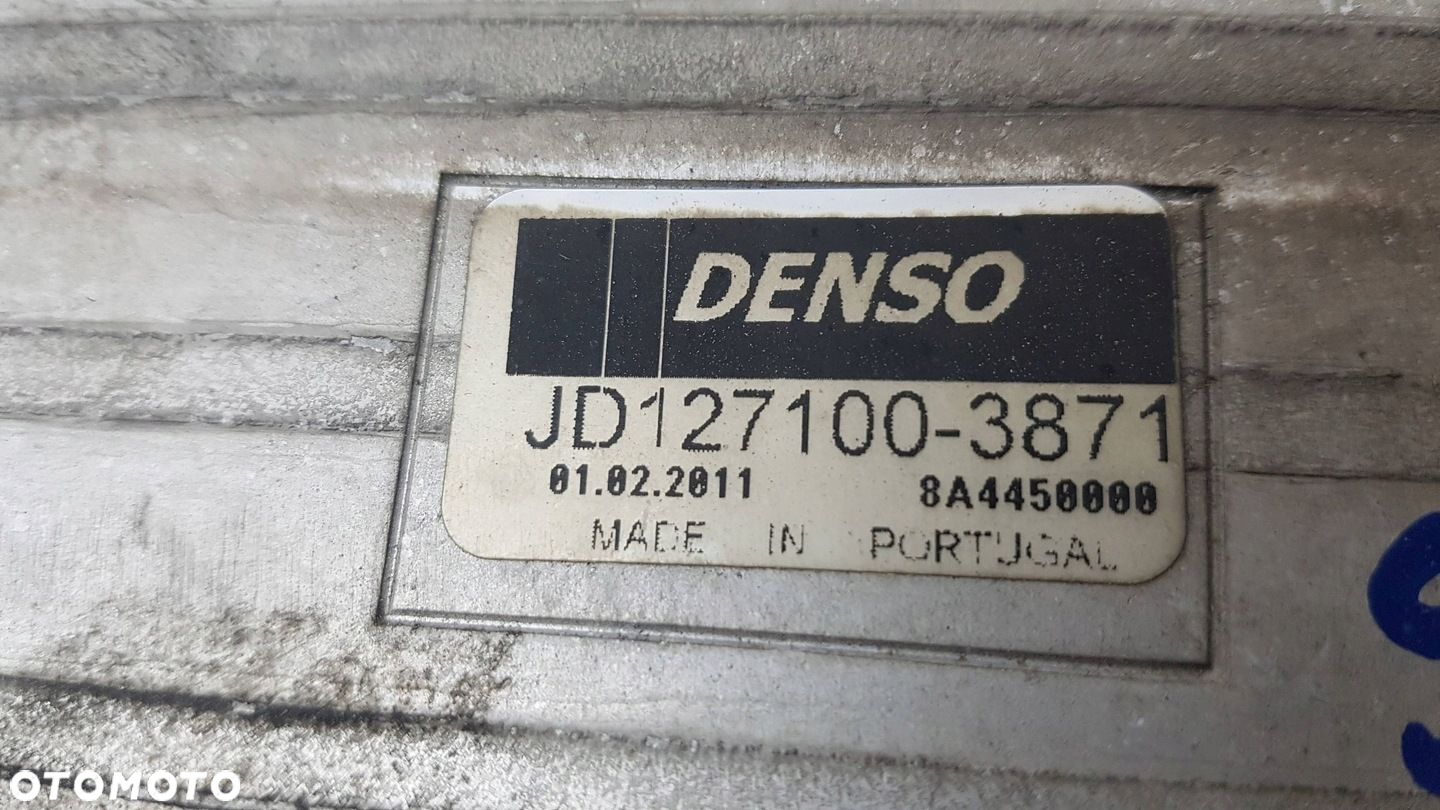 DENSO
JD127100-3871
01.02.2011 8A4450000
MADE IN PORTUGAL
OTOMOTO